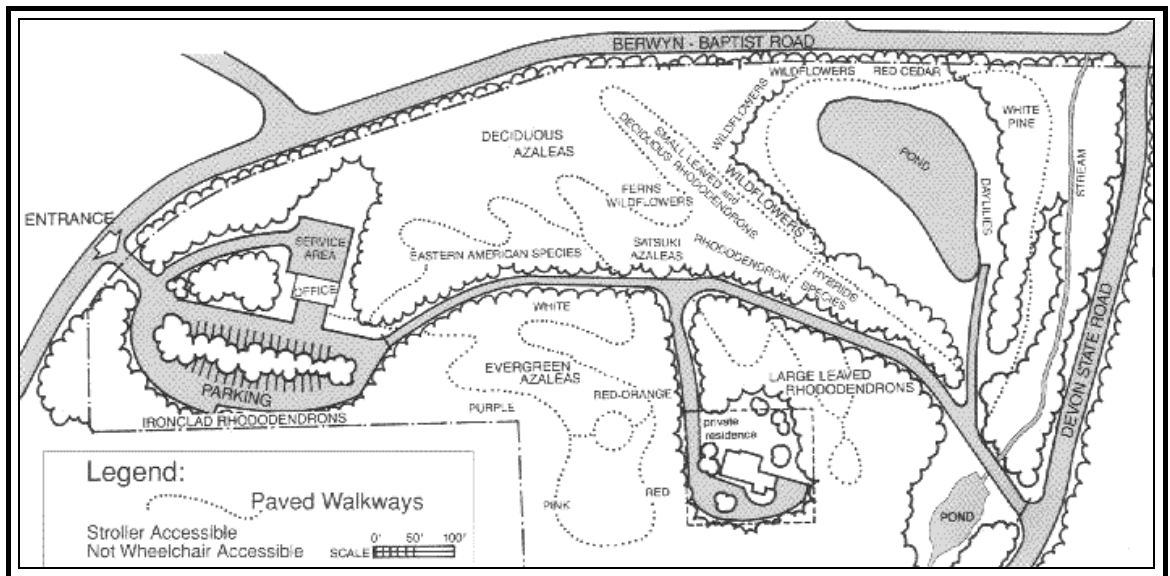 BERWYN - BAPTIST ROAD
WILDFLOWERS
RED CEDAR
WILDFLOWERS
WHITE
PINE
DECIDUOUS
AZALEAS
SMALL LEAVED and
DECIDUOUS RHODODENDRONS
WILDFLOWERS
POND
STREAM
DAYLILIES
FERNS
WILDFLOWERS
ENTRANCE
SERVICE
AREA
OFFICE
EASTERN AMERICAN SPECIES
SATSUKI
AZALEAS
RHODODENDRON
HYBRIDS
SPECIES
WHITE
EVERGREEN
AZALEAS
RED-ORANGE
LARGE LEAVED
RHODODENDRONS
DEVON STATE ROAD
PARKING
PURPLE
IRONCLAD RHODODENDRONS
private
residence
PINK
RED
POND
Legend:
Paved Walkways
Stroller Accessible
Not Wheelchair Accessible
SCALE
0' 50' 100'